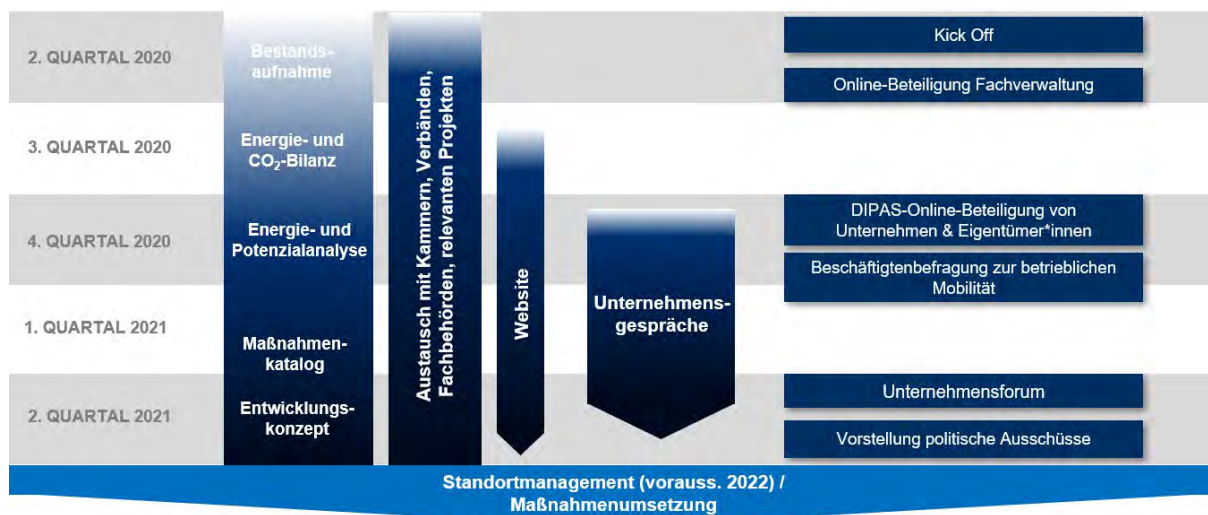 2. QUARTAL 2020
Bestands-
aufnahme
Kick Off
Online-Beteiligung Fachverwaltung
3. QUARTAL 2020
Energie- und
CO₂-Bilanz
4. QUARTAL 2020
Energie- und
Potenzialanalyse
DIPAS-Online-Beteiligung von
Unternehmen & Eigentümer*innen
Beschäftigtenbefragung zur betrieblichen
Mobilität
Austausch mit Kammern, Verbänden,
Fachbehörden, relevanten Projekten
Website
Unternehmens-
gespräche
1. QUARTAL 2021
Maßnahmen-
katalog
2. QUARTAL 2021
Entwicklungs-
konzept
Unternehmensforum
Vorstellung politische Ausschüsse
Standortmanagement (vorauss. 2022) /
Maßnahmenumsetzung